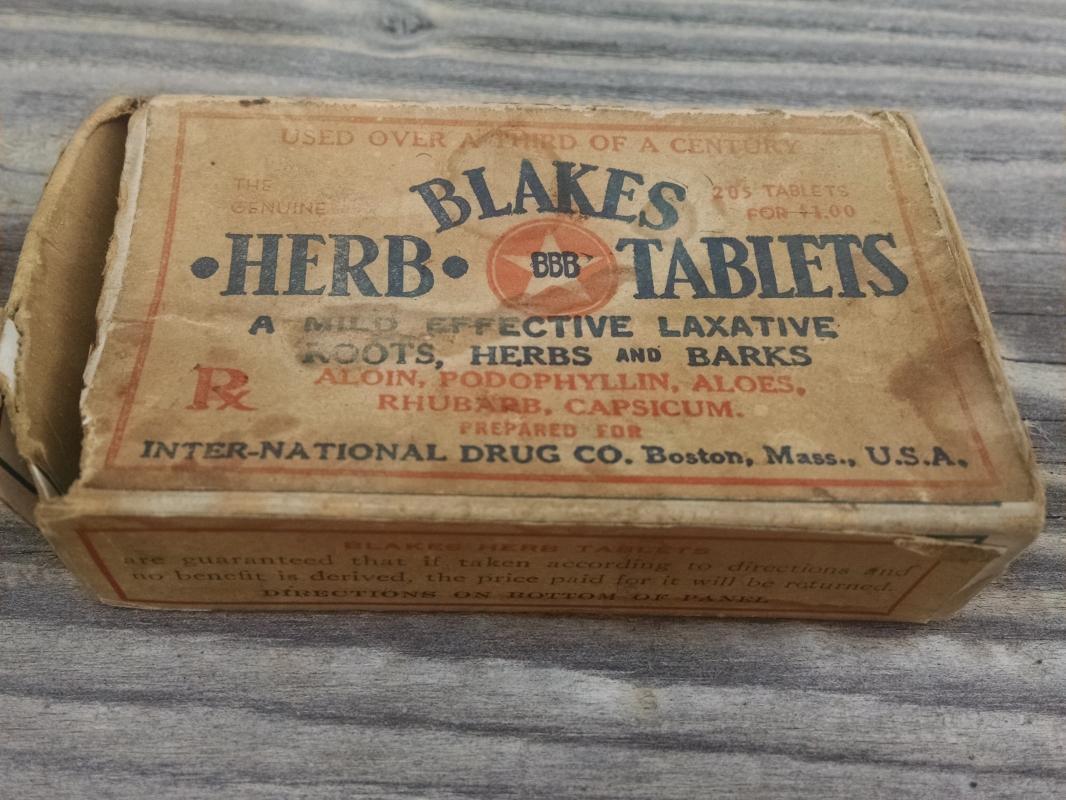 USED OVER A THIRD OF A CENTURY
THE
GENUINE
BLAKES
205 TABLETS
FOR $1.00
•HERB• BBB TABLETS
A MILD EFFECTIVE LAXATIVE
ROOTS, HERBS AND BARKS
Rx
ALOIN, PODOPHYLLIN, ALOES,
RHUBARB, CAPSICUM.
PREPARED FOR
INTER-NATIONAL DRUG CO. Boston, Mass., U.S.A.
BLAKES HERB TABLETS
are guaranteed that if taken according to directions and
no benefit is derived, the price paid for it will be returned.
DIRECTIONS ON BOTTOM OF PANEL